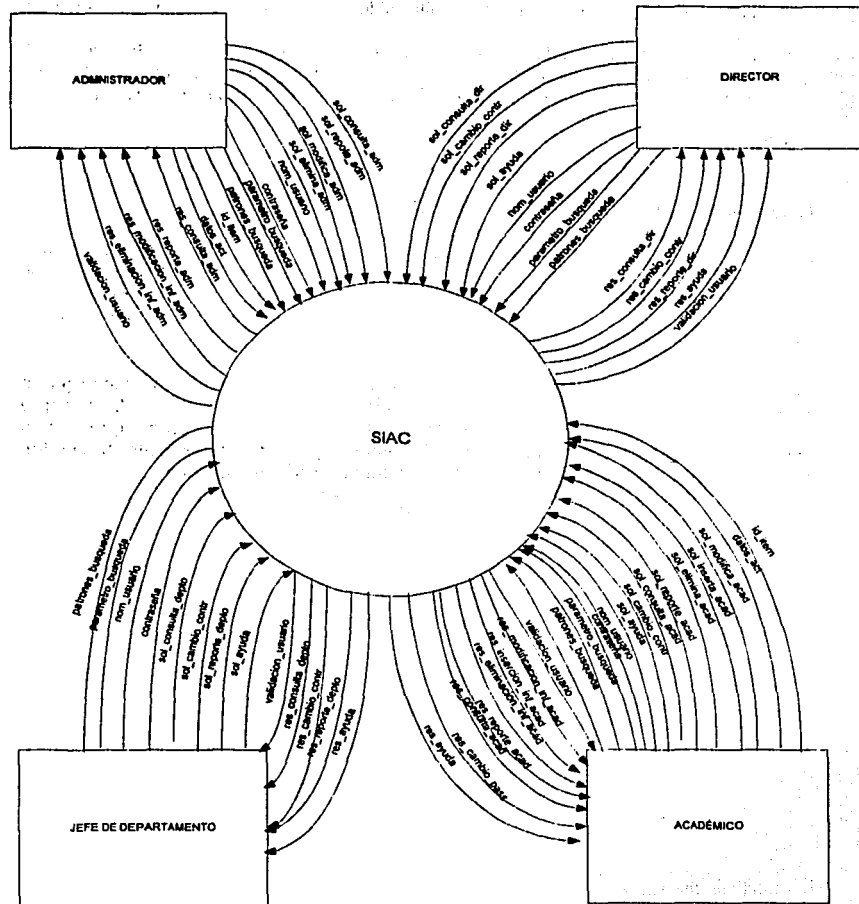 ADMNISTRADOR
DIRECTOR
sol_consulta_adm
sol_reporte_adm
sol_modifica_adm
sol_elimina_adm
nom_usuario
contraseña
parametro_busqueda
patrones_busqueda
id_item
datos_act
res_consulta_adm
res_reporte_adm
res_modificacion_inf_adm
res_eliminacion_inf_adm
validacion_usuario
sol_consulta_dir
sol_cambio_contr
sol_reporte_dir
sol_ayuda
nom_usuario
contraseña
parametro_busqueda
patrones_busqueda
res_consulta_dir
res_cambio_contr
res_reporte_dir
res_ayuda
validacion_usuario
SIAC
patrones_busqueda
parametro_busqueda
nom_usuario
contraseña
sol_consulta_depto
sol_cambio_contr
sol_reporte_depto
sol_ayuda
validacion_usuario
res_consulta_depto
res_cambio_contr
res_reporte_depto
res_ayuda
id_item
datos_act
sol_modifica_acad
sol_inserta_acad
sol_elimina_acad
sol_reporte_acad
sol_consulta_acad
sol_cambio_contr
sol_ayuda
nom_usuario
contraseña
parametro_busqueda
patrones_busqueda
validacion_usuario
res_modificacion_inf_acad
res_insercion_inf_acad
res_eliminacion_inf_acad
res_reporte_acad
res_consulta_acad
res_cambio_pass
res_ayuda
JEFE DE DEPARTAMENTO
ACADÉMICO